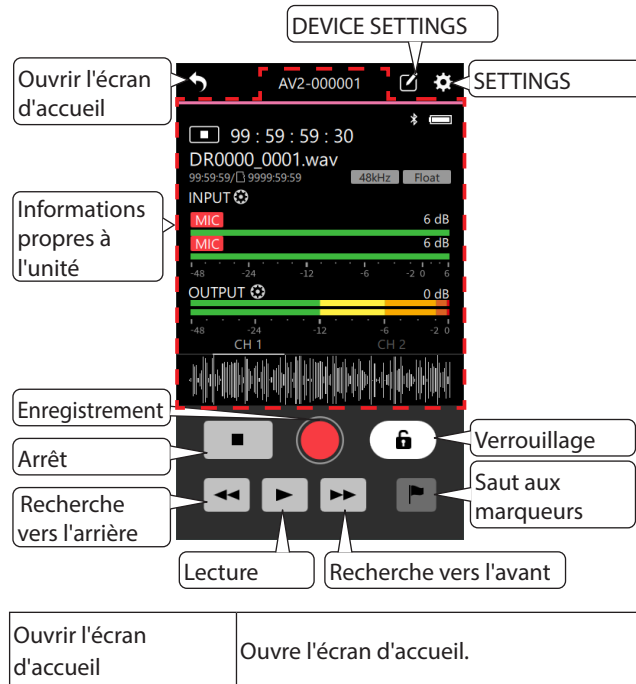 DEVICE SETTINGS
Ouvrir l'écran
d'accueil
AV2-000001
SETTINGS
99 : 59 : 59 : 30
DR0000_0001.wav
99:59:59/ 9999:59:59
48kHz
Float
Informations
propres à
l'unité
INPUT
MIC
6 dB
MIC
6 dB
-48 -24 -12 -6 -2 0 6
OUTPUT
0 dB
-48 -24 -12 -6 -2 0
CH 1
CH 2
Enregistrement
Arrêt
Verrouillage
Recherche
vers l'arrière
Saut aux
marqueurs
Lecture
Recherche vers l'avant
Ouvrir l'écran
d'accueil
Ouvre l'écran d'accueil.